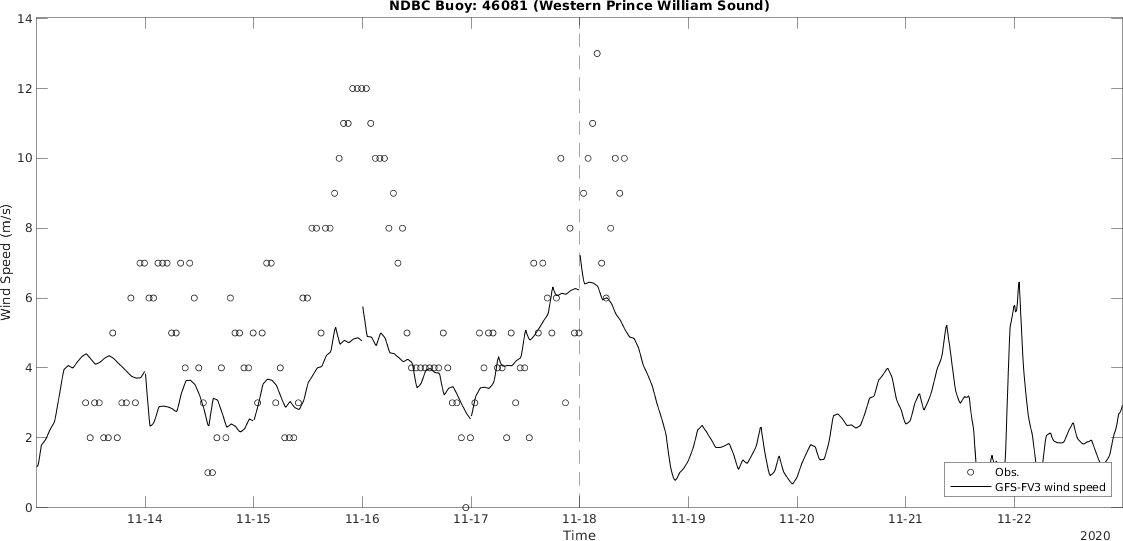 NDBC Buoy: 46081 (Western Prince William Sound)
14
12
10
8
6
4
2
0
Wind Speed (m/s)
Obs.
GFS-FV3 wind speed
11-14 11-15 11-16 11-17 11-18 11-19 11-20 11-21 11-22
Time
2020